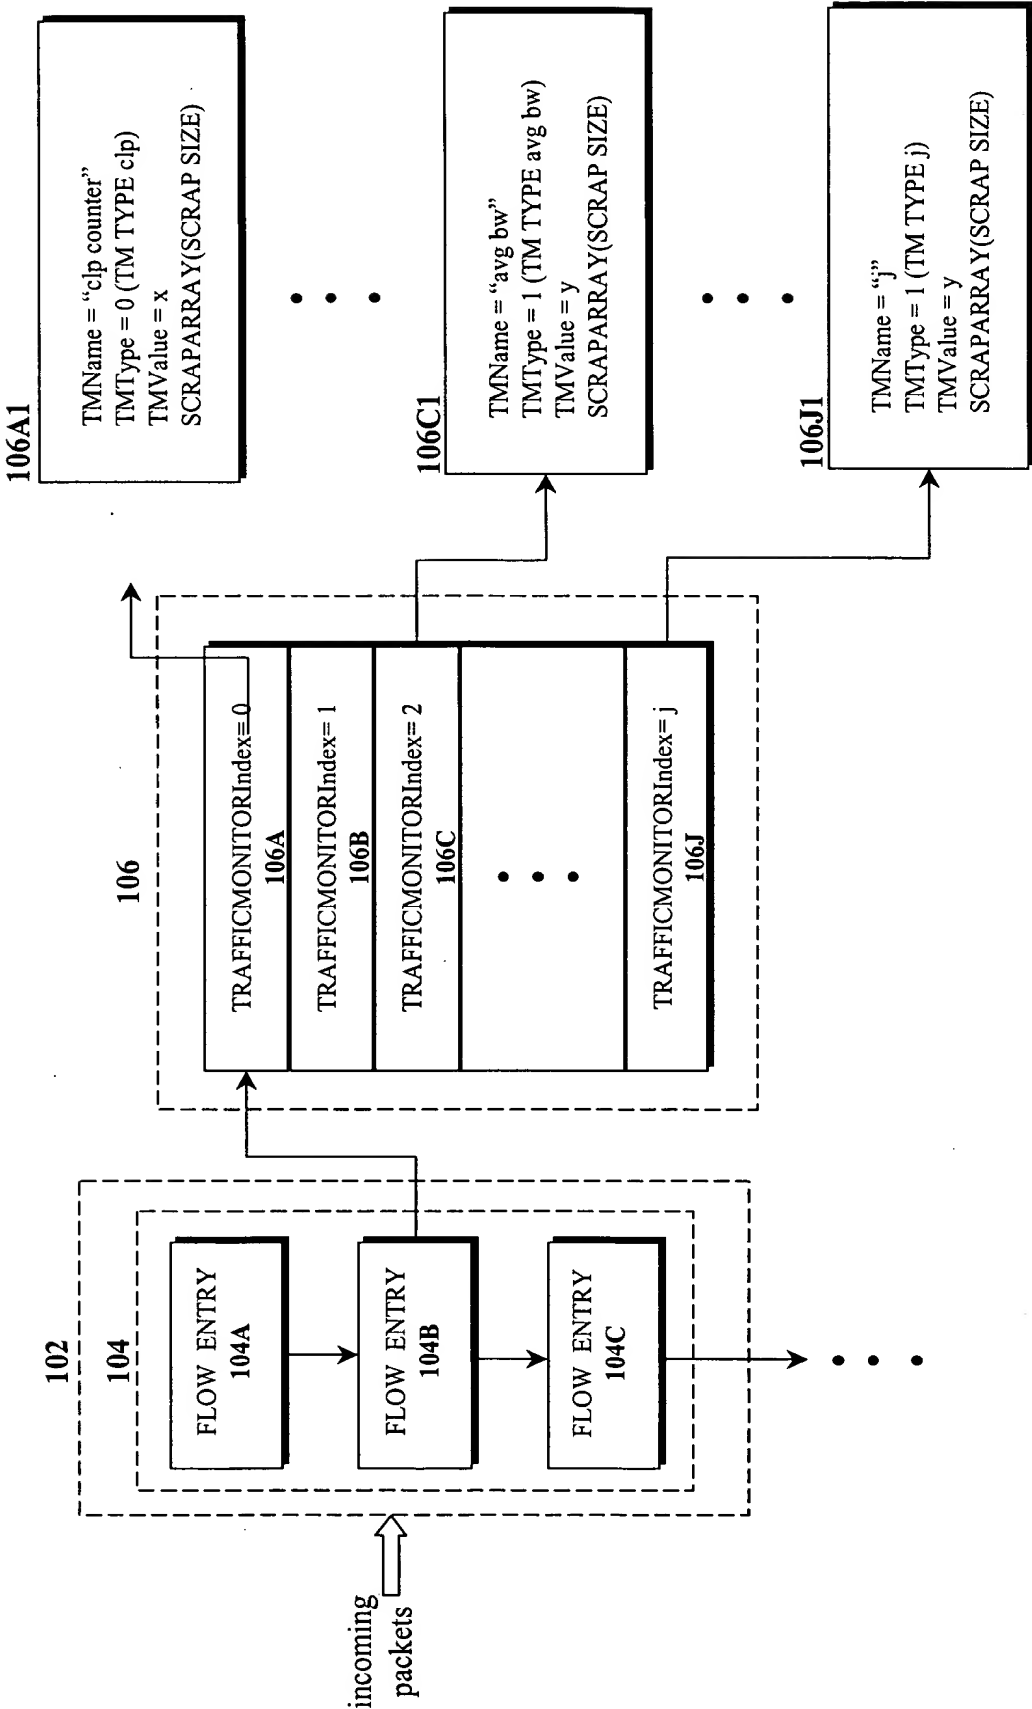 102
104
FLOW ENTRY
104A
FLOW ENTRY
104B
FLOW ENTRY
104C
incoming
packets
106
TRAFFICMONITORIndex= 0
106A
TRAFFICMONITORIndex= 1
106B
TRAFFICMONITORIndex= 2
106C
TRAFFICMONITORIndex= j
106J
106A1
TMName = “clp counter”
TMType = 0 (TM TYPE clp)
TMValue = x
SCRAPARRAY(SCRAP SIZE)
106C1
TMName = “avg bw”
TMType = 1 (TM TYPE avg bw)
TMValue = y
SCRAPARRAY(SCRAP SIZE)
106J1
TMName = “j”
TMType = 1 (TM TYPE j)
TMValue = y
SCRAPARRAY(SCRAP SIZE)